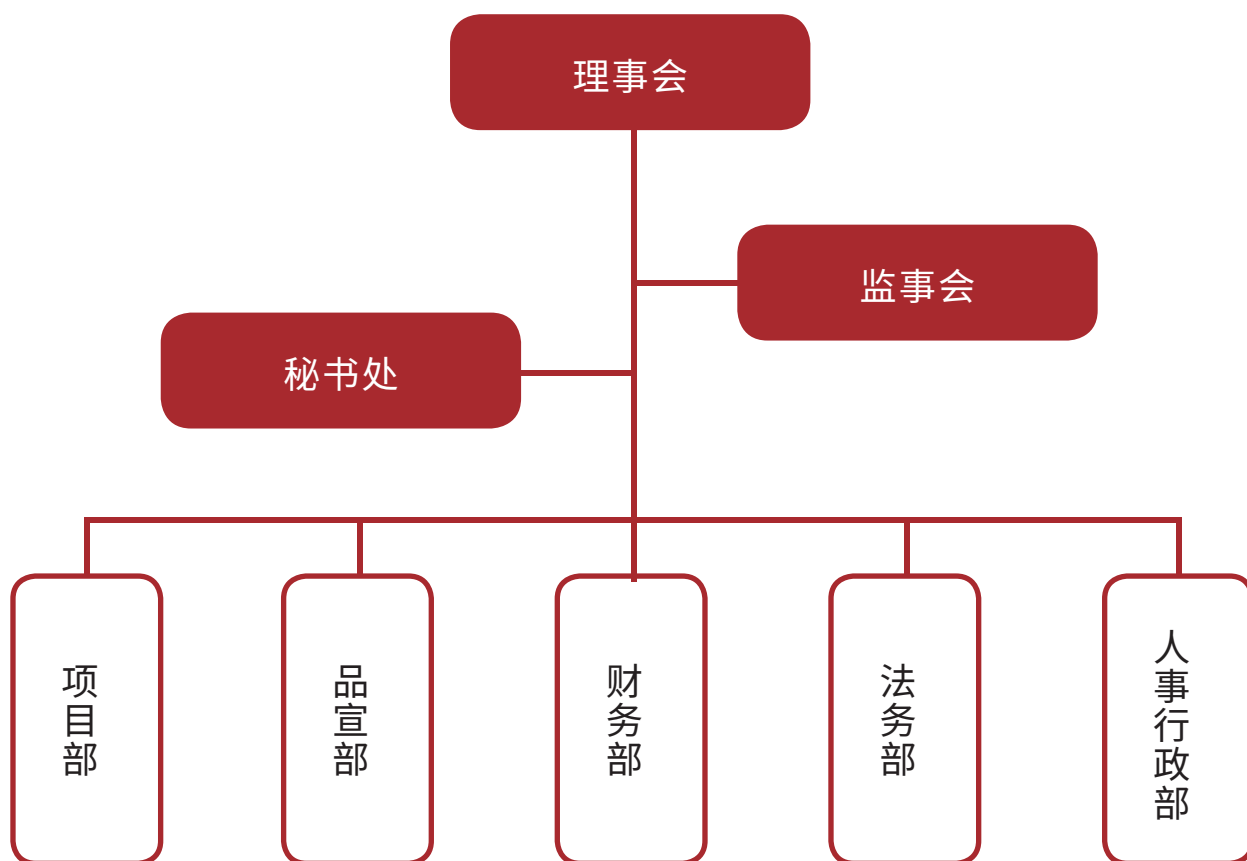 理事会
监事会
秘书处
项目部
品宣部
财务部
法务部
人事行政部